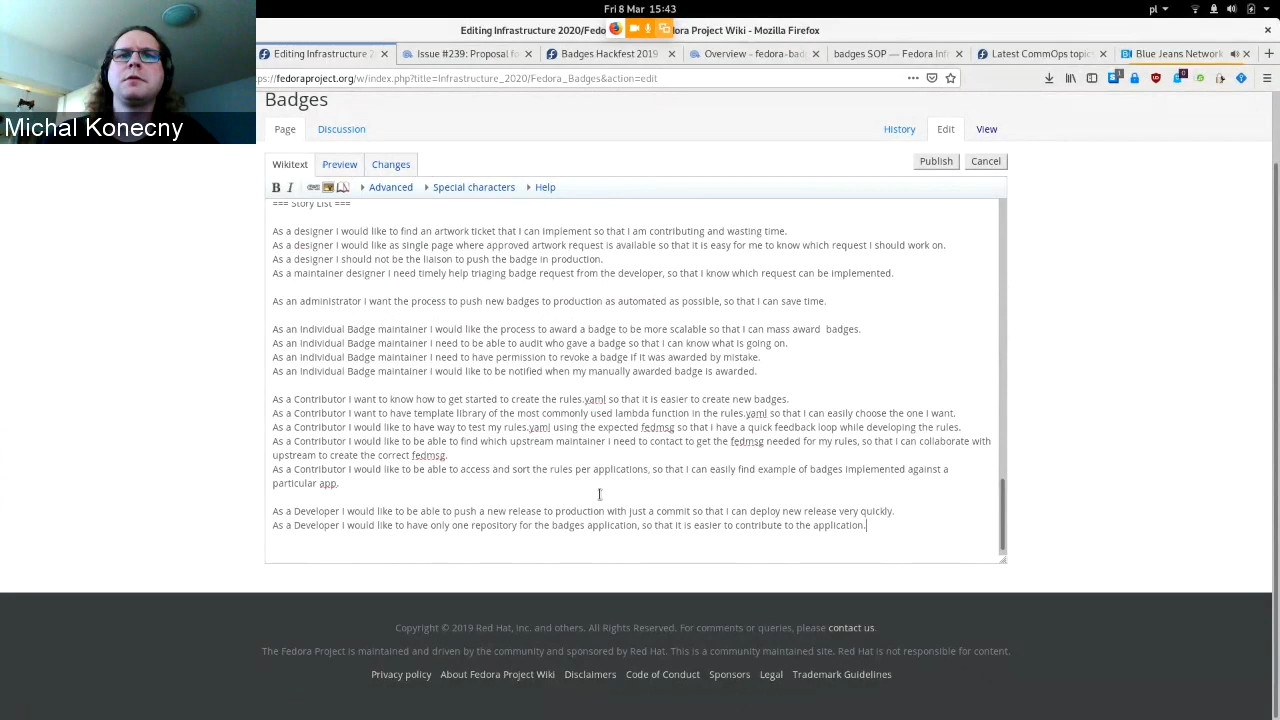 Fri 8 Mar 15:43
pl
Editing Infrastructure 2020/Fedo ora Project Wiki - Mozilla Firefox
Editing Infrastructure 20
Issue #239: Proposal fo
Badges Hackfest 2019
Overview - fedora-bad
badges SOP — Fedora
Latest CommOps topic
Blue Jeans Network
ps://fedoraproject.org/w/index.php?title=Infrastructure_2020/Fedora_Badges&action=edit
Michal Konecny
Badges
Page
Discussion
History
Edit
View
Wikitext
Preview
Changes
Publish
Cancel
B I
Advanced
Special characters
Help
=== Story List ===
As a designer I would like to find an artwork ticket that I can implement so that I am contributing and wasting time.
As a designer I would like as single page where approved artwork request is available so that it is easy for me to know which request I should work on.
As a designer I should not be the liaison to push the badge in production.
As a maintainer designer I need timely help triaging badge request from the developer, so that I know which request can be implemented.
As an administrator I want the process to push new badges to production as automated as possible, so that I can save time.
As an Individual Badge maintainer I would like the process to award a badge to be more scalable so that I can mass award  badges.
As an Individual Badge maintainer I need to be able to audit who gave a badge so that I can know what is going on.
As an Individual Badge maintainer I need to have permission to revoke a badge if it was awarded by mistake.
As an Individual Badge maintainer I would like to be notified when my manually awarded badge is awarded.
As a Contributor I want to know how to get started to create the rules.yaml so that it is easier to create new badges.
As a Contributor I want to have template library of the most commonly used lambda function in the rules.yaml so that I can easily choose the one I want.
As a Contributor I would like to have way to test my rules.yaml using the expected fedmsg so that I have a quick feedback loop while developing the rules.
As a Contributor I would like to be able to find which upstream maintainer I need to contact to get the fedmsg needed for my rules, so that I can collaborate with
upstream to create the correct fedmsg.
As a Contributor I would like to be able to access and sort the rules per applications, so that I can easily find example of badges Implemented against a
particular app.
As a Developer I would like to be able to push a new release to production with just a commit so that I can deploy new release very quickly.
As a Developer I would like to have only one repository for the badges application, so that it is easier to contribute to the application.
Copyright © 2019 Red Hat, Inc. and others. All Rights Reserved. For comments or queries, please contact us.
The Fedora Project is maintained and driven by the community and sponsored by Red Hat. This is a community maintained site. Red Hat is not responsible for content.
Privacy policy
About Fedora Project Wiki
Disclaimers
Code of Conduct
Sponsors
Legal
Trademark Guidelines